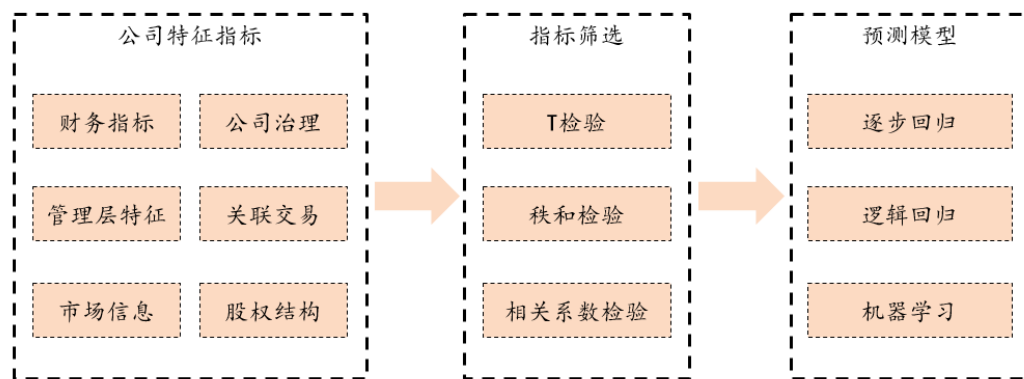 公司特征指标
财务指标
公司治理
管理层特征
关联交易
市场信息
股权结构
指标筛选
T检验
秩和检验
相关系数检验
预测模型
逐步回归
逻辑回归
机器学习